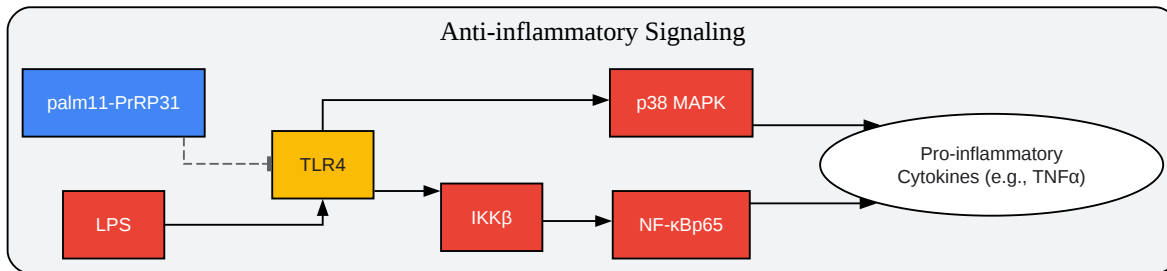 Anti-inflammatory Signaling
palm11-PrRP31
p38 MAPK
TLR4
Pro-inflammatory
Cytokines (e.g., TNFα)
LPS
IKKβ
NF-κBp65